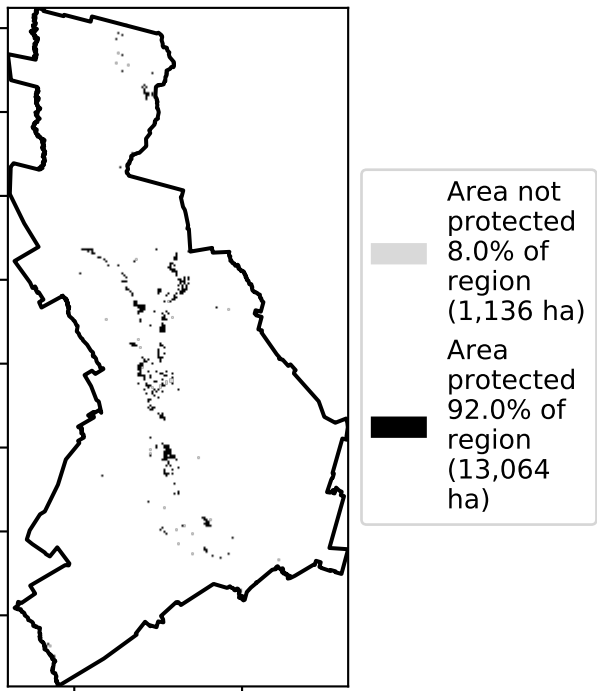 Area not
protected
8.0% of
region
(1,136 ha)
Area
protected
92.0% of
region
(13,064
ha)